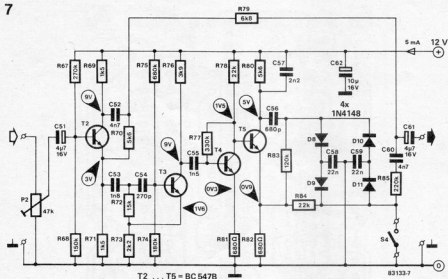 7
R79
6k8
5 mA
12 V
R67
270k
R69
1k5
R75
680k
R76
3k9
R78
22k
R80
5k6
C57
2n2
C62
10µ
16V
9V
C52
4n7
T2
R70
5k6
C51
4µ7
16V
3V
9V
R77
330k
1V5
5V
T5
C56
680p
4x
1N4148
D8
D10
C58
22n
C59
22n
D9
D11
C61
4µ7
16V
C60
4n7
R85
220k
C53
1n8
C54
270p
T3
C55
1n5
T4
R83
120k
P2
47k
R72
15k
1V6
0V3
0V9
R84
22k
R68
150k
R71
1k5
R73
2k2
R74
180k
R81
680Ω
R82
680Ω
S4
83133-7
T2 ... T5 = BC 547B